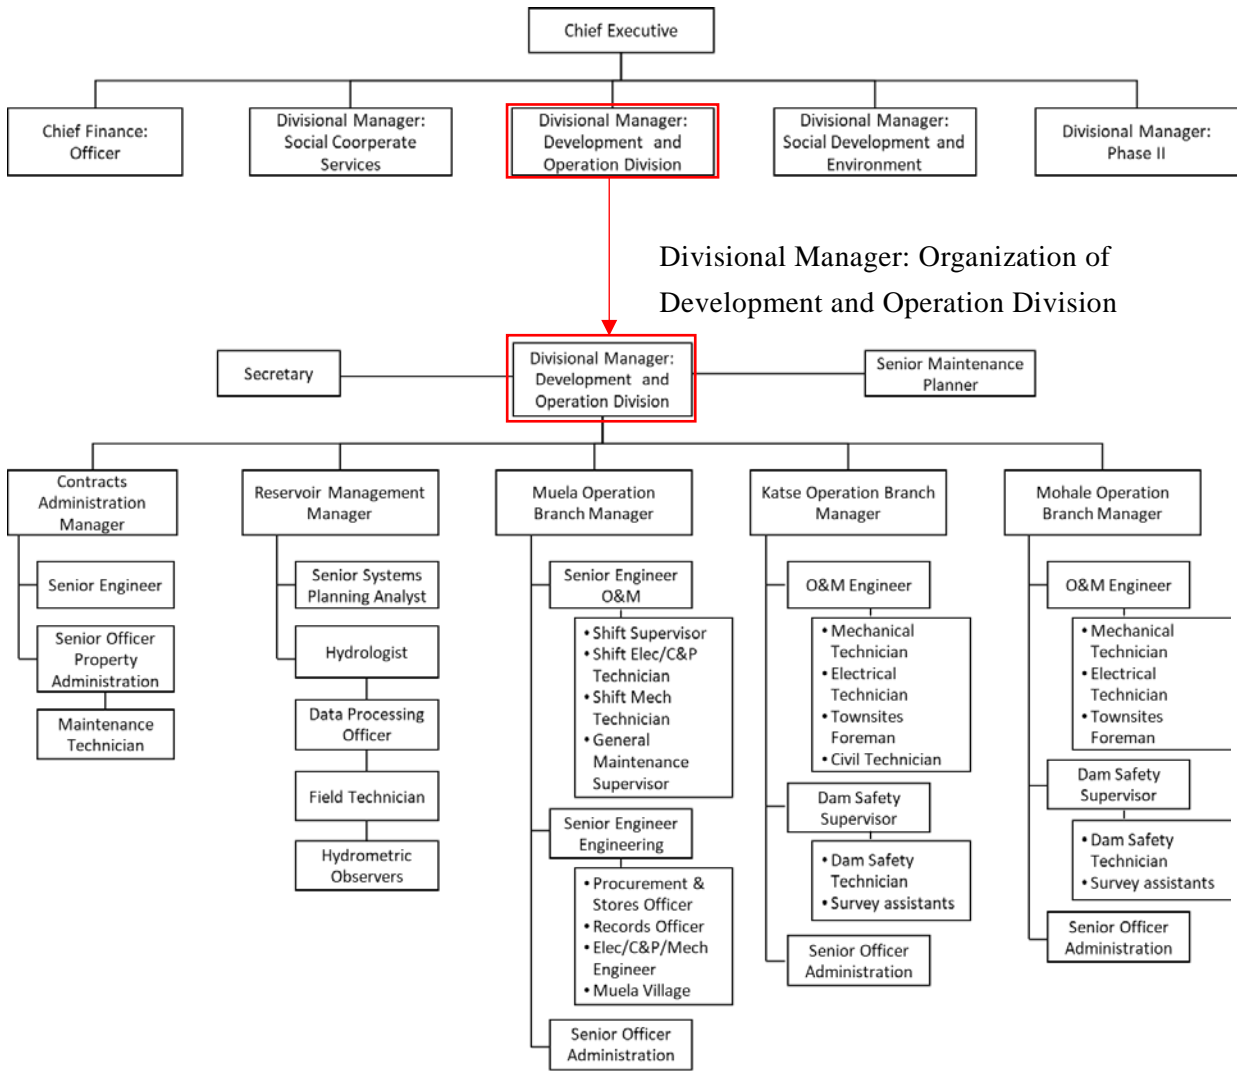 Chief Executive
Chief Finance:
Officer
Divisional Manager:
Social Coorperate
Services
Divisional Manager:
Development and
Operation Division
Divisional Manager:
Social Development and
Environment
Divisional Manager:
Phase II
Divisional Manager: Organization of
Development and Operation Division
Secretary
Divisional Manager:
Development and
Operation Division
Senior Maintenance
Planner
Contracts
Administration
Manager
Senior Engineer
Senior Officer
Property
Administration
Maintenance
Technician
Reservoir Management
Manager
Senior Systems
Planning Analyst
Hydrologist
Data Processing
Officer
Field Technician
Hydrometric
Observers
Muela Operation
Branch Manager
Senior Engineer
O&M
• Shift Supervisor
• Shift Elec/C&P
Technician
• Shift Mech
Technician
• General
Maintenance
Supervisor
Senior Engineer
Engineering
• Procurement &
Stores Officer
• Records Officer
• Elec/C&P/Mech
Engineer
• Muela Village
Senior Officer
Administration
Katse Operation Branch
Manager
O&M Engineer
• Mechanical
Technician
• Electrical
Technician
• Townsites
Foreman
• Civil Technician
Dam Safety
Supervisor
• Dam Safety
Technician
• Survey assistants
Senior Officer
Administration
Mohale Operation
Branch Manager
O&M Engineer
• Mechanical
Technician
• Electrical
Technician
• Townsites
Foreman
Dam Safety
Supervisor
• Dam Safety
Technician
• Survey assistants
Senior Officer
Administration